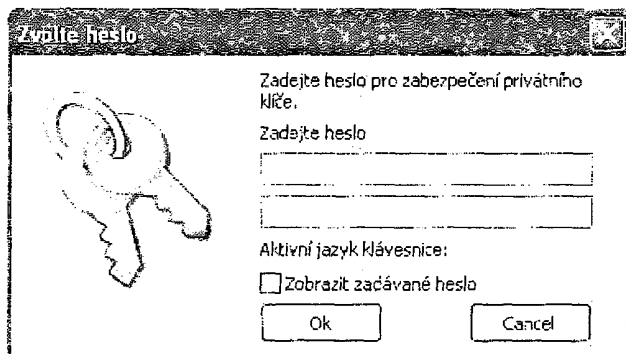 Zvolte heslo
Zadejte heslo pro zabezpečení privátního
klíče.
Zadejte heslo
Aktivní jazyk klávesnice:
Zobrazit zadávané heslo
Ok
Cancel